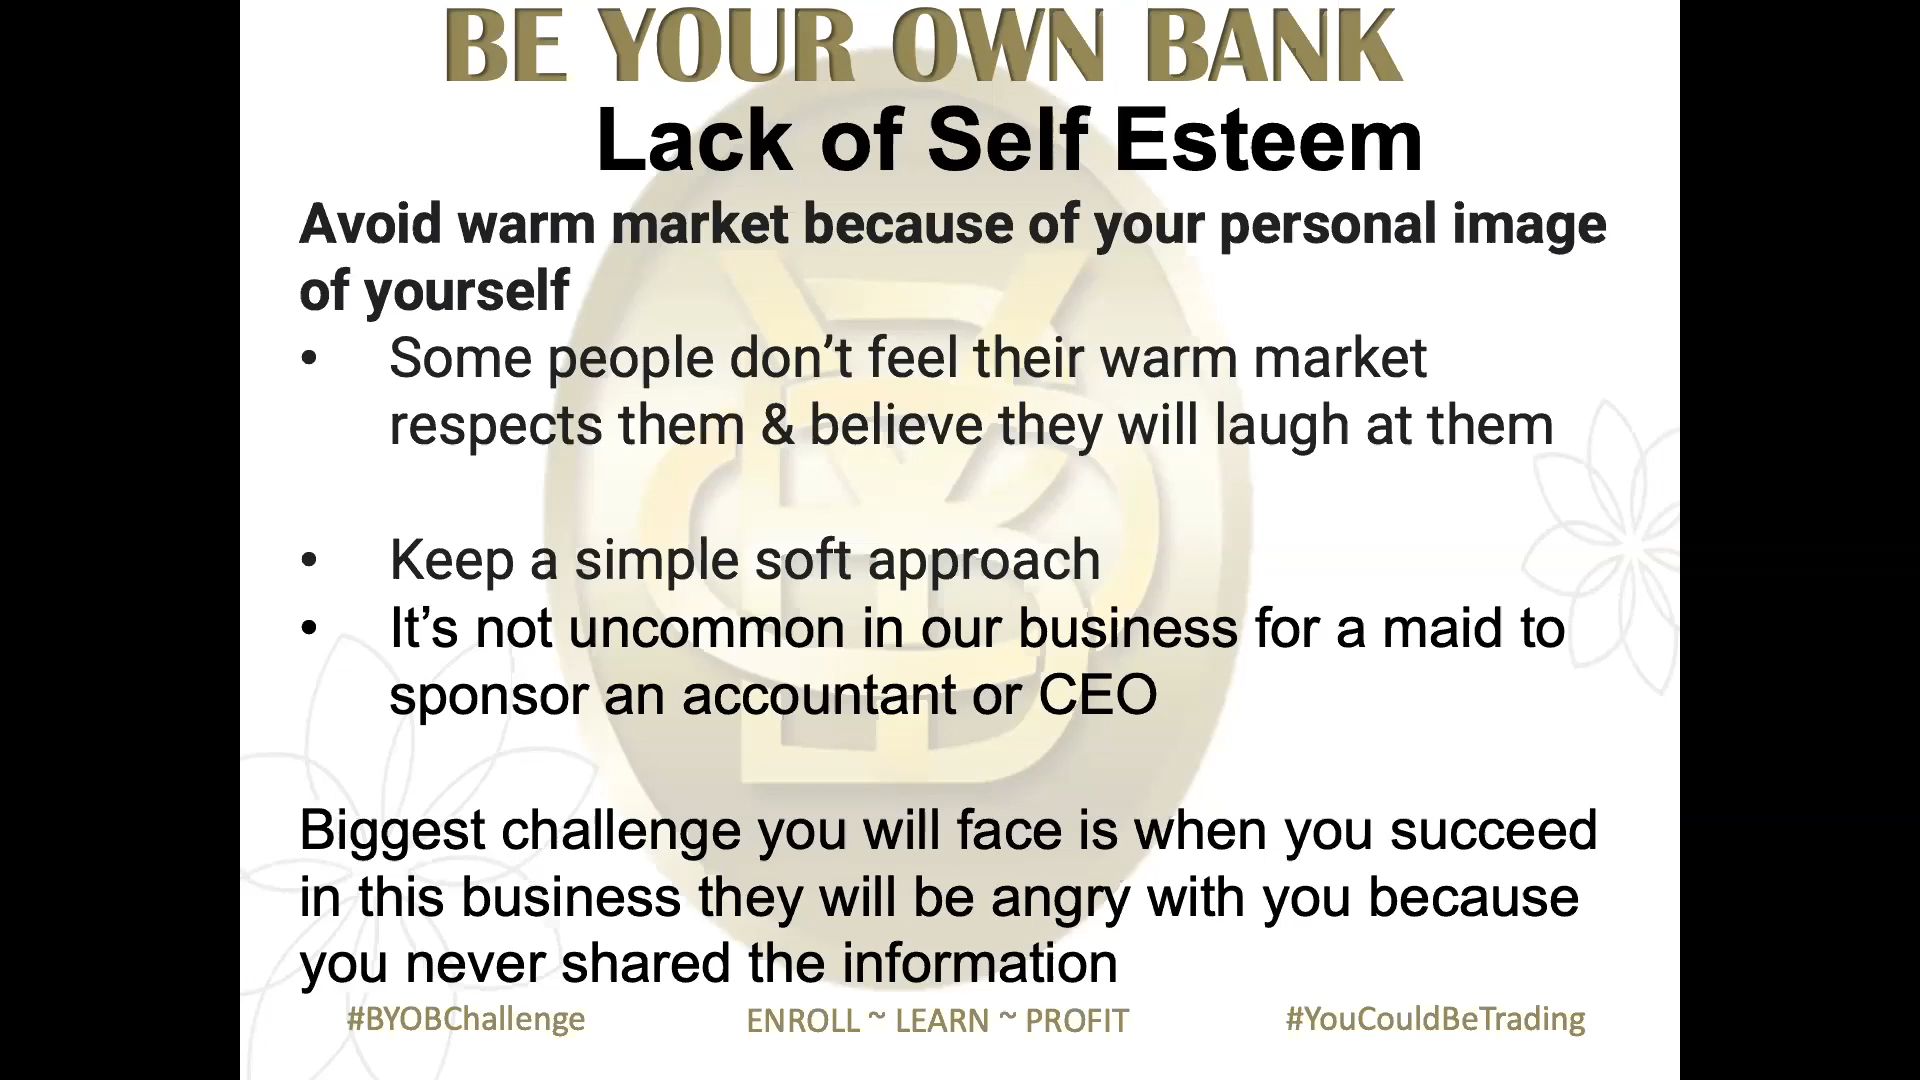 BE YOUR OWN BANK
Lack of Self Esteem
Avoid warm market because of your personal image
of yourself
• Some people don’t feel their warm market
respects them & believe they will laugh at them
• Keep a simple soft approach
• It’s not uncommon in our business for a maid to
sponsor an accountant or CEO
Biggest challenge you will face is when you succeed
in this business they will be angry with you because
you never shared the information
#BYOBChallenge ENROLL ~ LEARN ~ PROFIT #YouCouldBeTrading